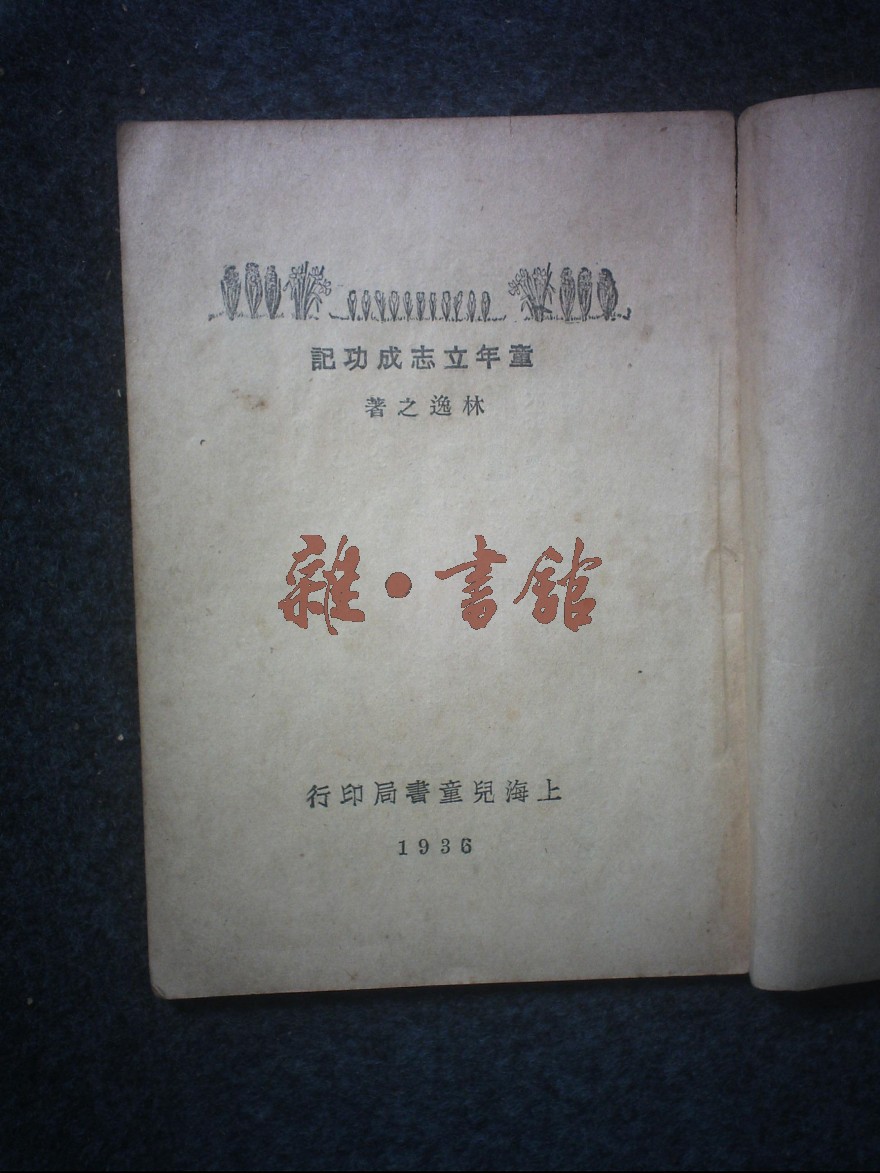 童年立志成功記
林逸之著
雜·書館
上海兒童書局印行
1936